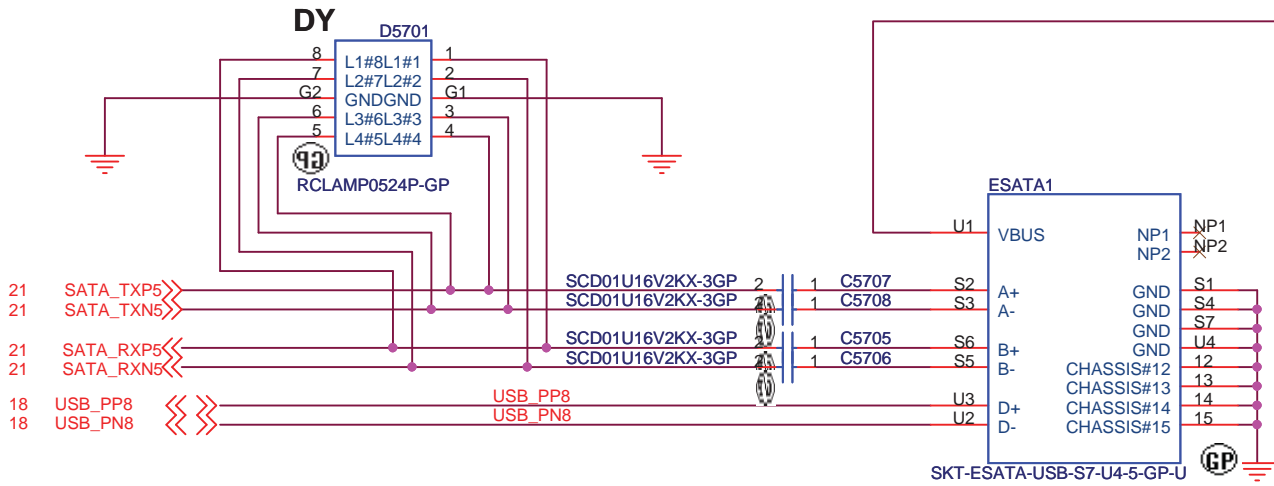 DY
D5701
8 L1#8L1#1 1
7 L2#7L2#2 2
G2 GNDGND G1
6 L3#6L3#3 3
5 L4#5L4#4 4
GP
RCLAMP0524P-GP
ESATA1
U1 VBUS
NP1 NP1
NP2 NP2
21 SATA_TXP5 SCD01U16V2KX-3GP 2 1 C5707 S2 A+ GND S1
21 SATA_TXN5 SCD01U16V2KX-3GP 2 1 C5708 S3 A- GND S4
GND S7
21 SATA_RXP5 SCD01U16V2KX-3GP 2 1 C5705 S6 B+ GND U4
21 SATA_RXN5 SCD01U16V2KX-3GP 2 1 C5706 S5 B- CHASSIS#12 12
CHASSIS#13 13
18 USB_PP8 USB_PP8 U3 D+ CHASSIS#14 14
18 USB_PN8 USB_PN8 U2 D- CHASSIS#15 15
GP
SKT-ESATA-USB-S7-U4-5-GP-U